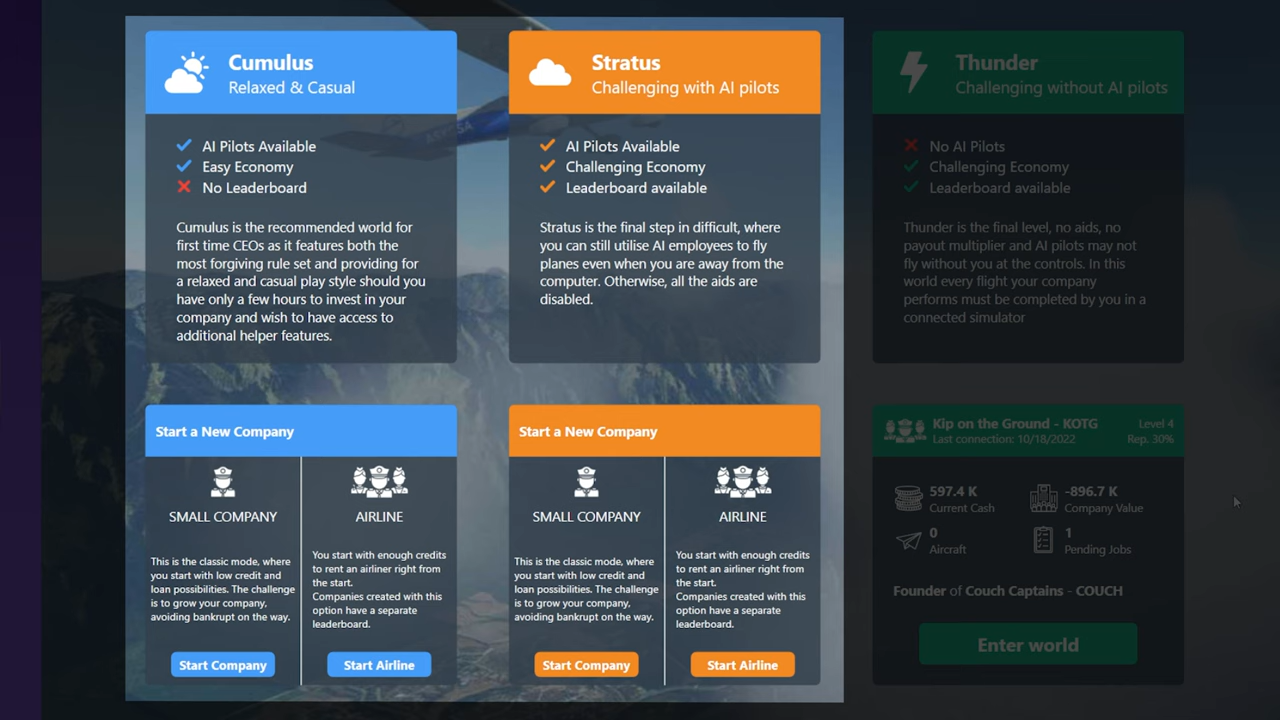 Cumulus
Relaxed & Casual
AI Pilots Available
Easy Economy
No Leaderboard
Cumulus is the recommended world for
first time CEOs as it features both the
most forgiving rule set and providing for
a relaxed and casual play style should you
have only a few hours to invest in your
company and wish to have access to
additional helper features.
Stratus
Challenging with AI pilots
AI Pilots Available
Challenging Economy
Leaderboard available
Stratus is the final step in difficult, where
you can still utilise AI employees to fly
planes even when you are away from the
computer. Otherwise, all the aids are
disabled.
Thunder
Challenging without AI pilots
No AI Pilots
Challenging Economy
Leaderboard available
Thunder is the final level, no aids, no
payout multiplier and AI pilots may not
fly without you at the controls. In this
world every flight your company
performs must be completed by you in a
connected simulator
Start a New Company
SMALL COMPANY
This is the classic mode, where
you start with low credit and
loan possibilities. The challenge
is to grow your company,
avoiding bankrupt on the way.
Start Company
AIRLINE
You start with enough credits
to rent an airliner right from
the start.
Companies created with this
option have a separate
leaderboard.
Start Airline
Start a New Company
SMALL COMPANY
This is the classic mode, where
you start with low credit and
loan possibilities. The challenge
is to grow your company,
avoiding bankrupt on the way.
Start Company
AIRLINE
You start with enough credits
to rent an airliner right from
the start.
Companies created with this
option have a separate
leaderboard.
Start Airline
Kip on the Ground - KOTG
Last connection: 10/18/2022
Level 4
Rep. 30%
597.4 K
Current Cash
-896.7 K
Company Value
0
Aircraft
1
Pending Jobs
Founder of Couch Captains - COUCH
Enter world